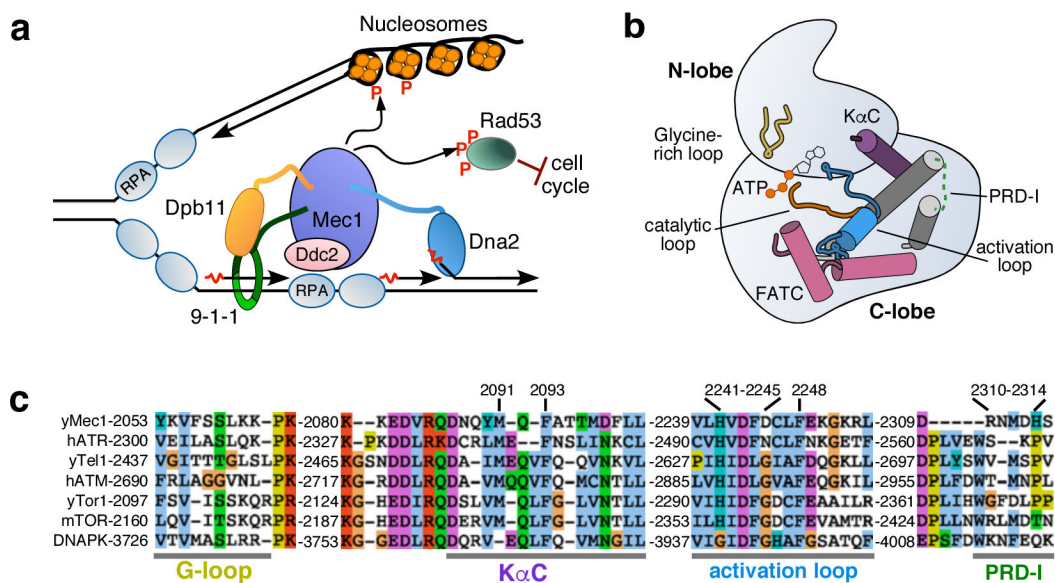 a
Nucleosomes
P
P
RPA
Rad53
P
P
P
cell
cycle
Dpb11
Mec1
Dna2
Ddc2
RPA
9-1-1
b
N-lobe
KαC
Glycine-
rich loop
ATP
PRD-I
catalytic
loop
activation
loop
FATC
C-lobe
c
2091 2093 2241-2245 2248 2310-2314
yMec1-2053 YKVFSSLKK-PK -2080 K--KEDVRQDNQYM-Q-FATTMDFLL -2239 VLHVDFDCLFEKGKRL -2309 D----RNMDHS
hATR-2300 VEILASLQK-PK -2327 K-PKDLRKDCRLME--FNSLINKCL -2490 CVHVDFNCLFNKGETF -2560 DPLVEWS--KPV
yTel1-2437 VGITTTGLSLPK -2465 KGSNDDLRQDA-IMEQVFQ-QVNKVL -2627 PIHIDLGIAFDQGKLL -2697 DPLYSWV-MSPV
hATM-2690 FRLAGGVNL-PK -2717 KG-RDDLRQDA-VMQQVFQ-MCNTLL -2885 LVHIDLGVAFEQGKIL -2955 DPLFDWT-MNPL
yTor1-2097 FSV-ISSKQRPR -2124 KG-HEDIRQDSLVM-QLFG-LVNTLL -2290 VIHIDFGDCFEAAILR -2361 DPLIHWGFDLPP
mTOR-2160 LQV-ITSKQRPR -2187 KG-HEDLRQDERVM-QLFG-LVNTLL -2353 ILHIDFGDCFEVAMTR -2424 DPLLNWRLMDTN
DNAPK-3726 VTVMASLRR-PK -3753 KG-GEDLRQDQRV-EQLFQVMNGIL -3937 VIGIDFGHAFGSATQF -4008 EPSFDWKNFEQK
G-loop KαC activation loop PRD-I